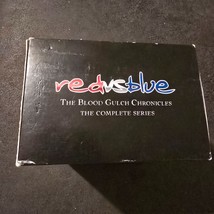 redvsblue
The Blood Gulch Chronicles
the complete series